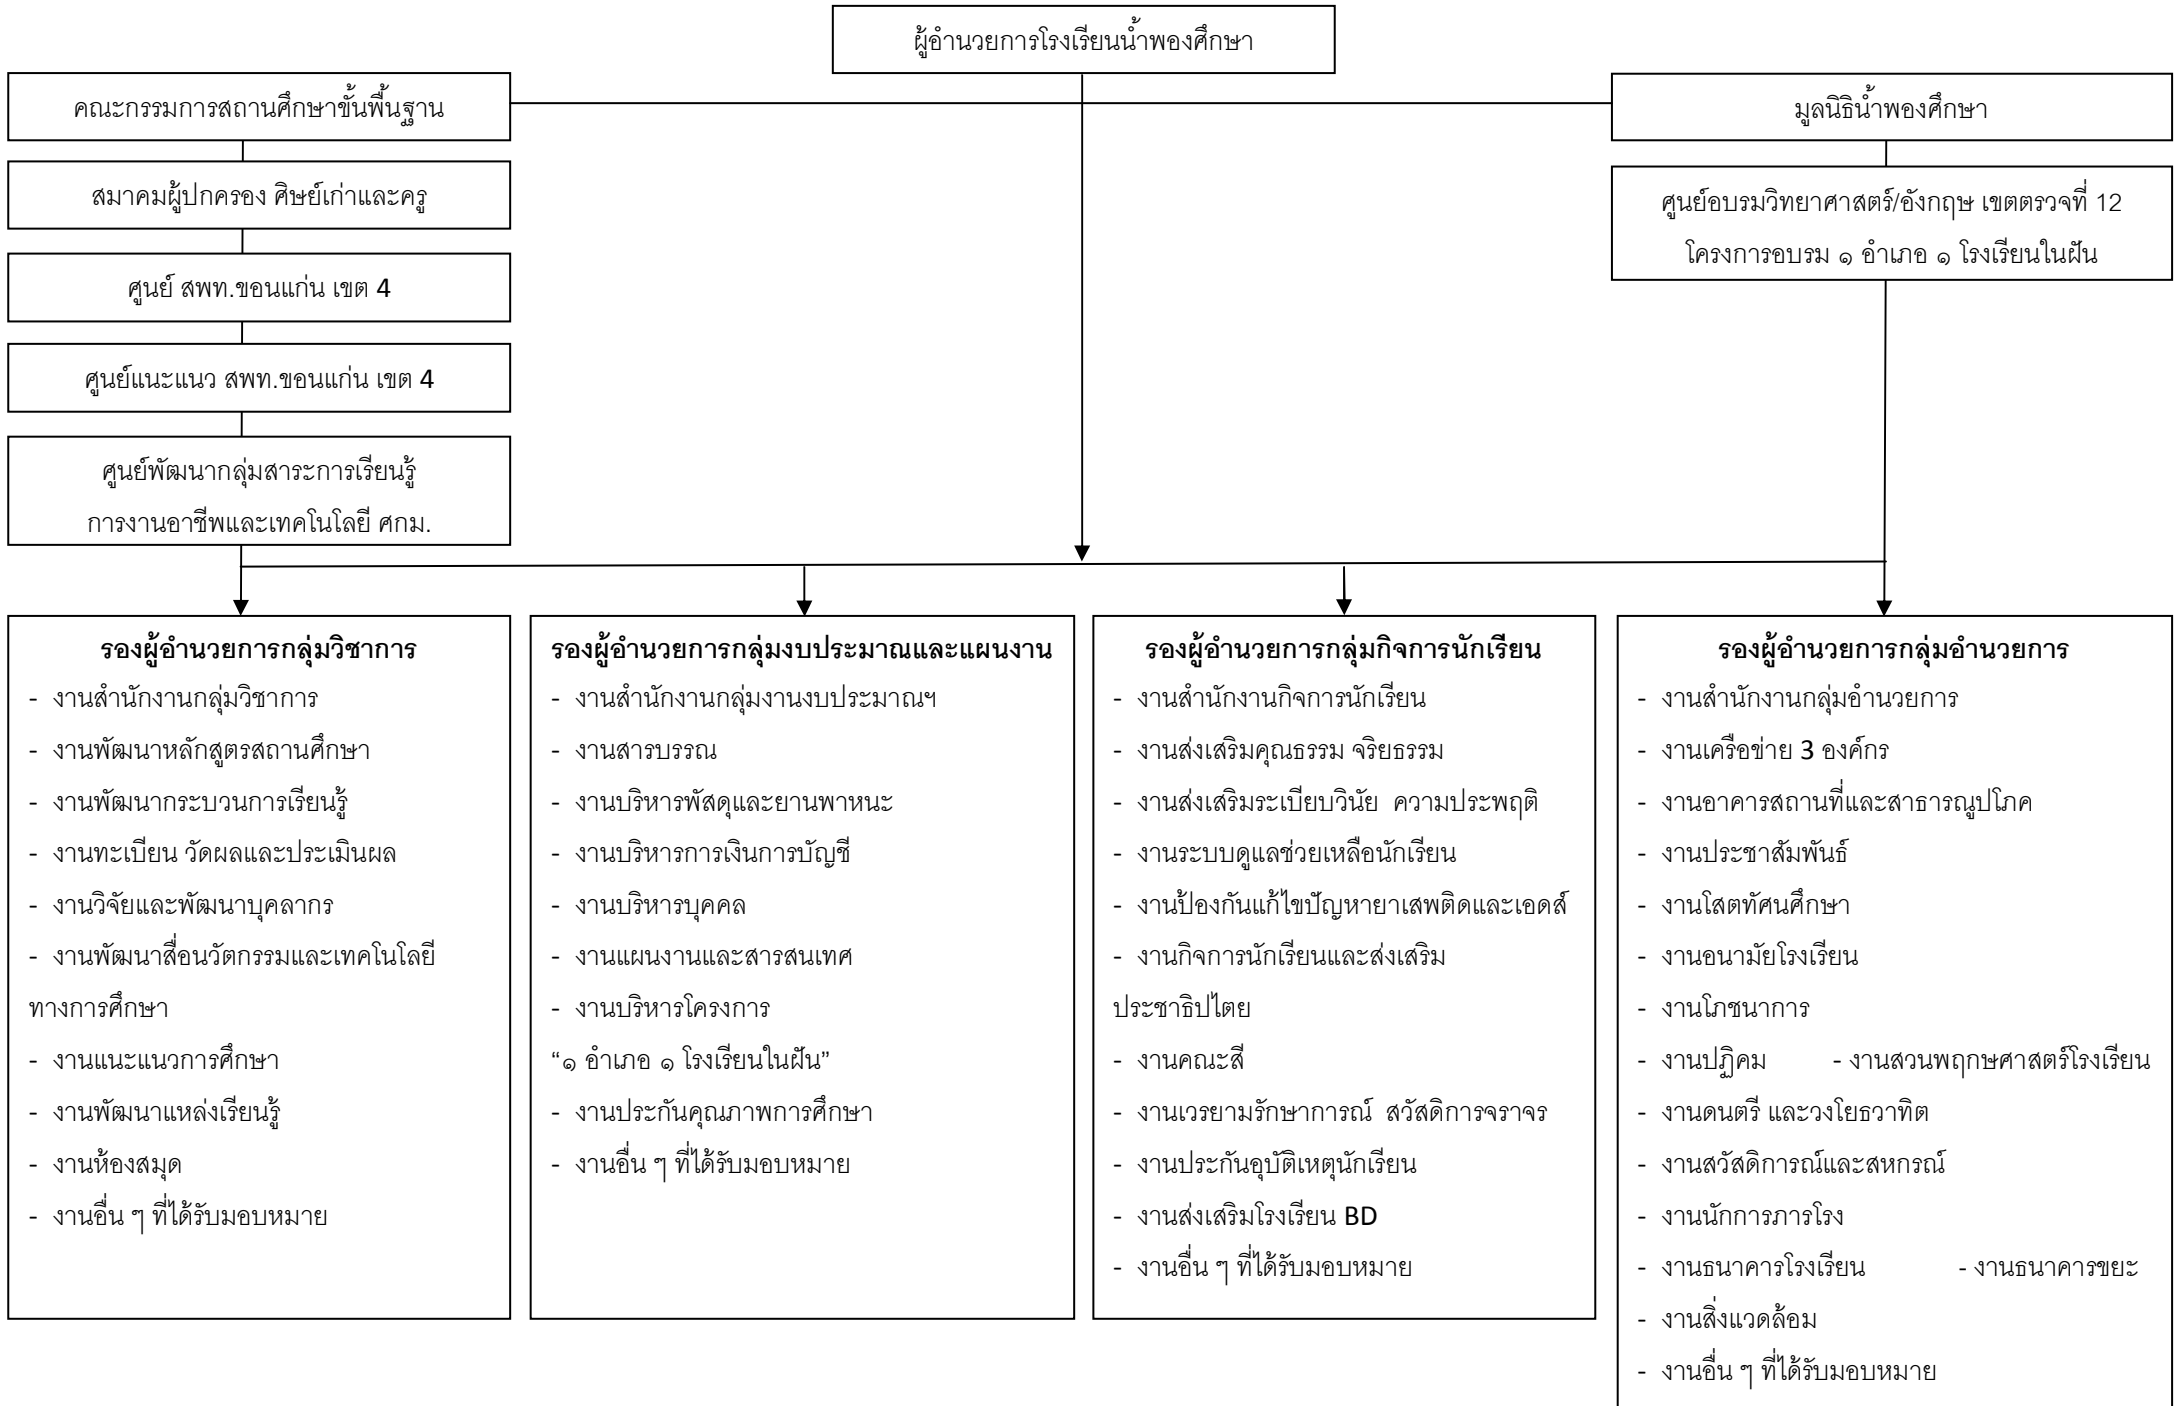 ผู้อำนวยการโรงเรียนน้ำพองศึกษา
คณะกรรมการสถานศึกษาขั้นพื้นฐาน
มูลนิธิน้ำพองศึกษา
สมาคมผู้ปกครอง ศิษย์เก่าและครู
ศูนย์อบรมวิทยาศาสตร์/อังกฤษ เขตตรวจที่ 12
โครงการอบรม ๑ อำเภอ ๑ โรงเรียนในฝัน
ศูนย์ สพท.ขอนแก่น เขต 4
ศูนย์แนะแนว สพท.ขอนแก่น เขต 4
ศูนย์พัฒนากลุ่มสาระการเรียนรู้
การงานอาชีพและเทคโนโลยี ศกม.
รองผู้อำนวยการกลุ่มวิชาการ
- งานสำนักงานกลุ่มวิชาการ
- งานพัฒนาหลักสูตรสถานศึกษา
- งานพัฒนากระบวนการเรียนรู้
- งานทะเบียน วัดผลและประเมินผล
- งานวิจัยและพัฒนาบุคลากร
- งานพัฒนาสื่อนวัตกรรมและเทคโนโลยี
ทางการศึกษา
- งานแนะแนวการศึกษา
- งานพัฒนาแหล่งเรียนรู้
- งานห้องสมุด
- งานอื่น ๆ ที่ได้รับมอบหมาย
รองผู้อำนวยการกลุ่มงบประมาณและแผนงาน
- งานสำนักงานกลุ่มงานงบประมาณฯ
- งานสารบรรณ
- งานบริหารพัสดุและยานพาหนะ
- งานบริหารการเงินการบัญชี
- งานบริหารบุคคล
- งานแผนงานและสารสนเทศ
- งานบริหารโครงการ
“๑ อำเภอ ๑ โรงเรียนในฝัน”
- งานประกันคุณภาพการศึกษา
- งานอื่น ๆ ที่ได้รับมอบหมาย
รองผู้อำนวยการกลุ่มกิจการนักเรียน
- งานสำนักงานกิจการนักเรียน
- งานส่งเสริมคุณธรรม จริยธรรม
- งานส่งเสริมระเบียบวินัย ความประพฤติ
- งานระบบดูแลช่วยเหลือนักเรียน
- งานป้องกันแก้ไขปัญหายาเสพติดและเอดส์
- งานกิจการนักเรียนและส่งเสริม
ประชาธิปไตย
- งานคณะสี
- งานเวรยามรักษาการณ์ สวัสดิการจราจร
- งานประกันอุบัติเหตุนักเรียน
- งานส่งเสริมโรงเรียน BD
- งานอื่น ๆ ที่ได้รับมอบหมาย
รองผู้อำนวยการกลุ่มอำนวยการ
- งานสำนักงานกลุ่มอำนวยการ
- งานเครือข่าย 3 องค์กร
- งานอาคารสถานที่และสาธารณูปโภค
- งานประชาสัมพันธ์
- งานโสตทัศนศึกษา
- งานอนามัยโรงเรียน
- งานโภชนาการ
- งานปฏิคม - งานสวนพฤกษศาสตร์โรงเรียน
- งานดนตรี และวงโยธวาทิต
- งานสวัสดิการณ์และสหกรณ์
- งานนักการภารโรง
- งานธนาคารโรงเรียน - งานธนาคารขยะ
- งานสิ่งแวดล้อม
- งานอื่น ๆ ที่ได้รับมอบหมาย